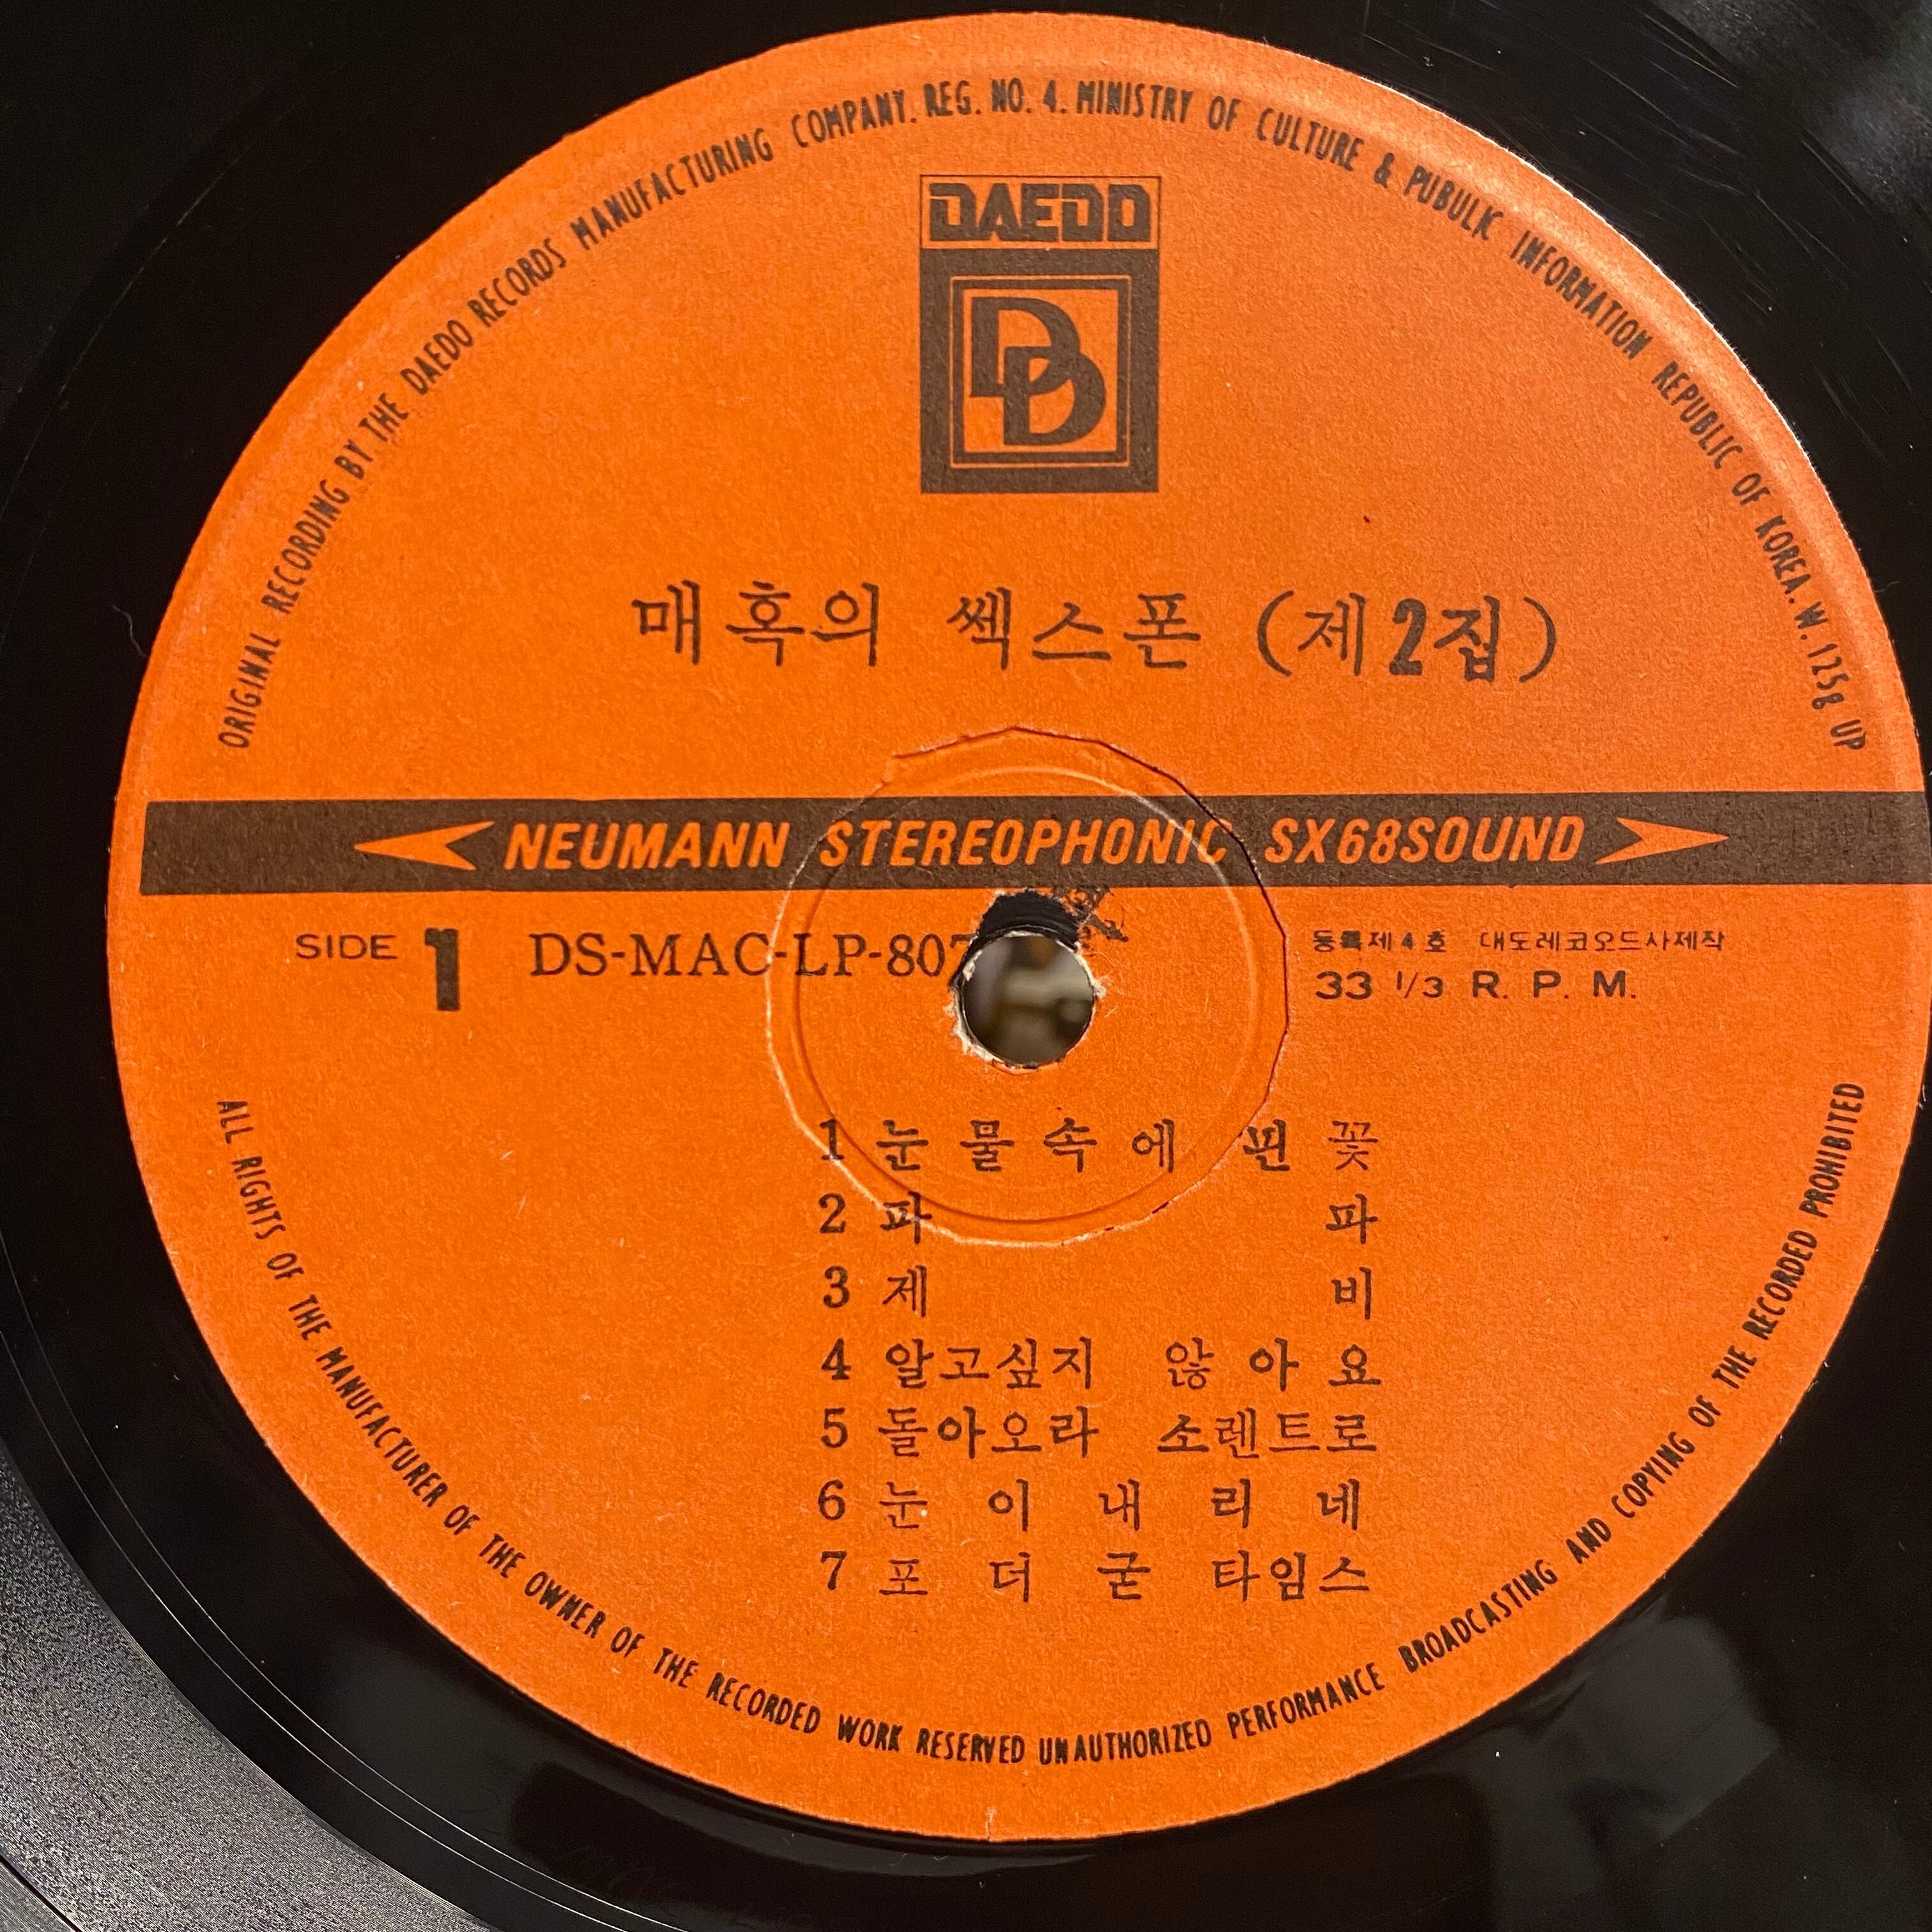 ORIGINAL RECORDING BY THE DAEDO RECORDS MANUFACTURING COMPANY. REG. NO. 4. MINISTRY OF CULTURE & PUBULIC INFORMATION REPUBLIC OF KOREA. W. 125g UP
DAEDO
DD
매혹의 쌕스폰 (제2집)
NEUMANN STEREOPHONIC SX68SOUND
SIDE 1 DS-MAC-LP-807
등록제4호 대도레코오드사제작
33 1/3 R. P. M.
1 눈물속에 핀 꽃
2 파파
3 제비
4 알고싶지 않아요
5 돌아오라 소렌트로
6 눈이내리네
7 포 더 굳 타임스
ALL RIGHTS OF THE MANUFACTURER OF THE OWNER OF THE RECORDED WORK RESERVED UNAUTHORIZED PERFORMANCE BROADCASTING AND COPYING OF THE RECORDED PROHIBITED